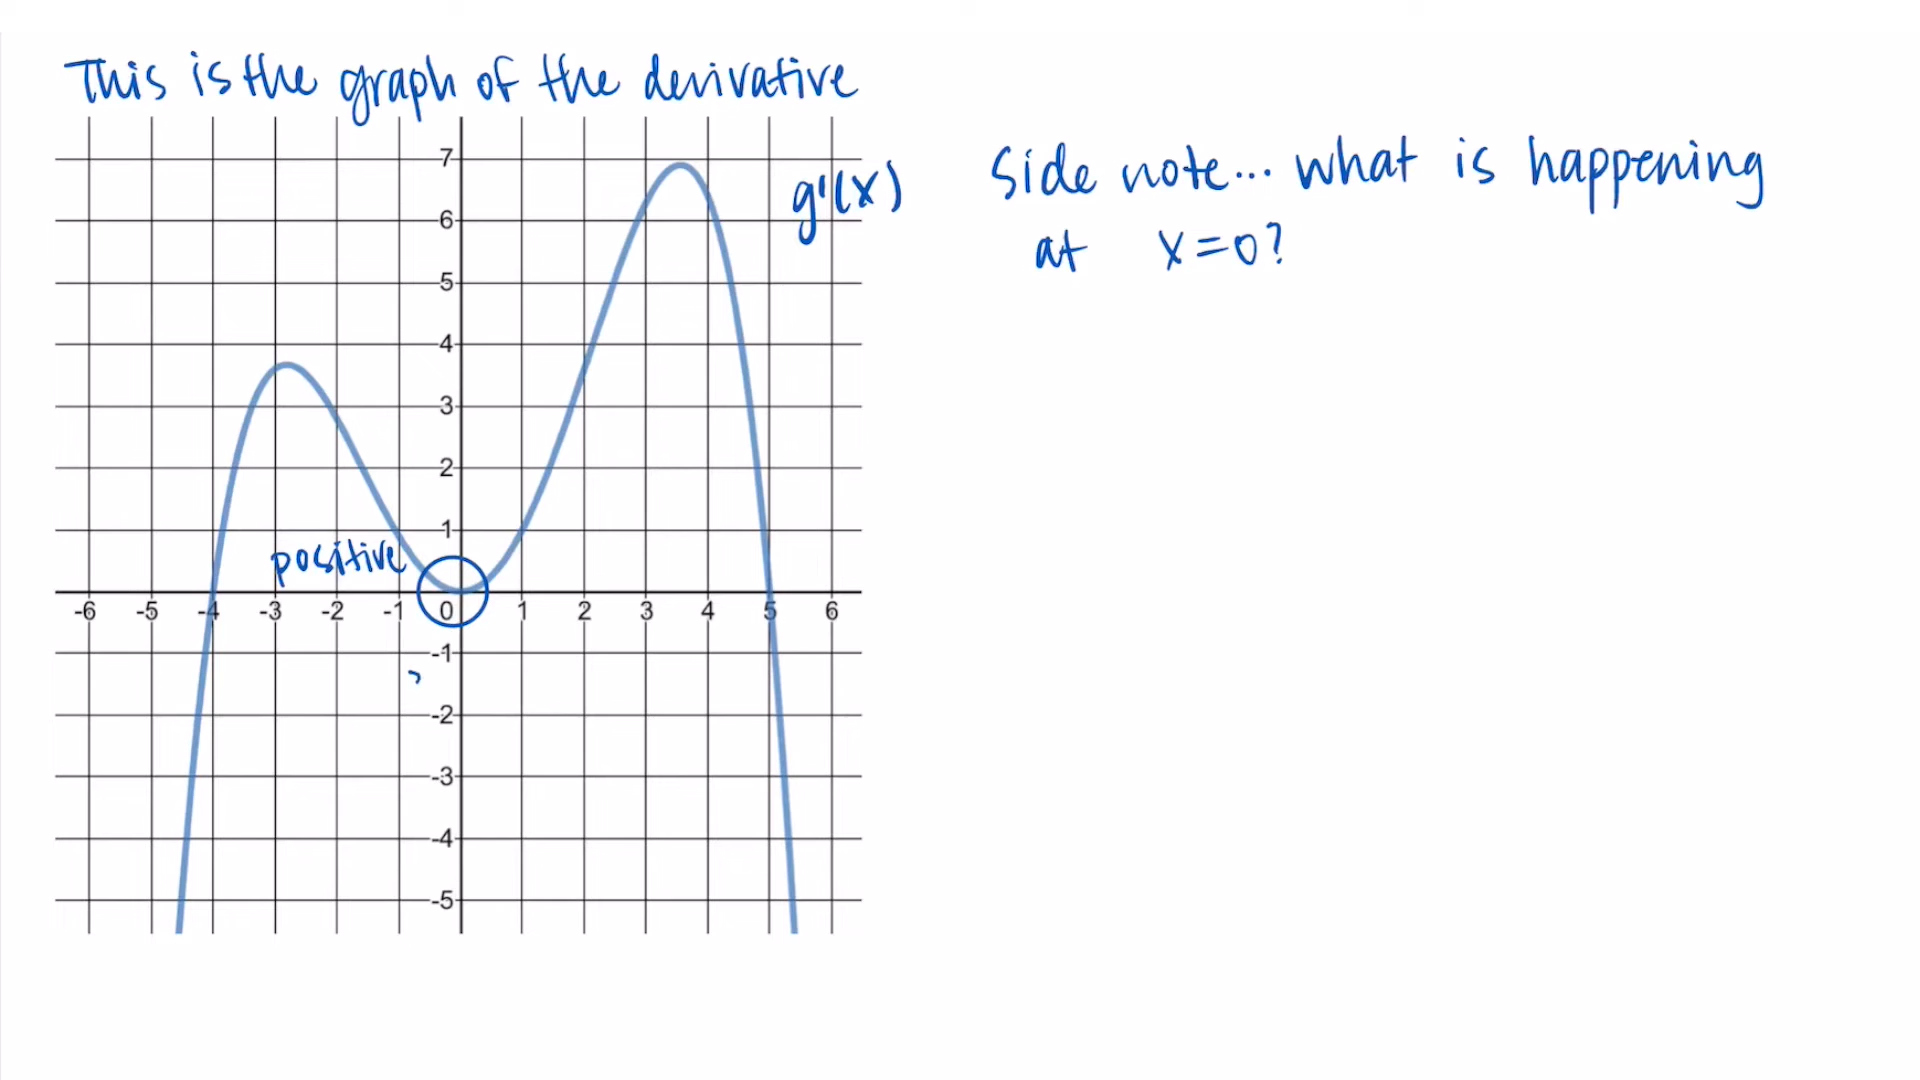 This is the graph of the derivative
Side note... what is happening
at x=0?
g'(x)
7
6
5
4
3
2
1
positive
-6 -5 -4 -3 -2 -1 0 1 2 3 4 5 6
-1
-2
-3
-4
-5